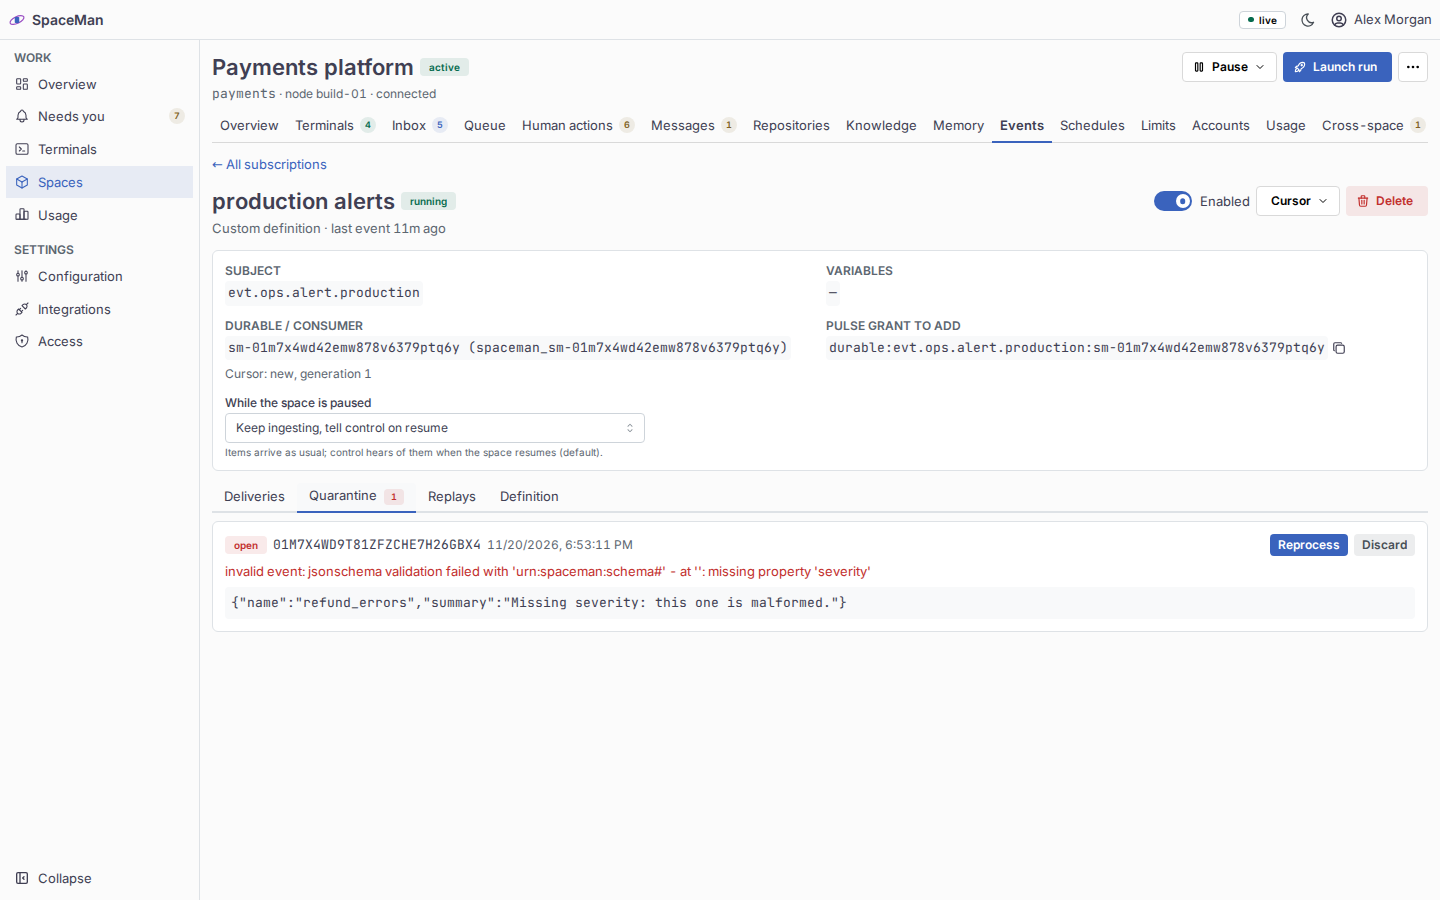 SpaceMan
live
Alex Morgan
WORK
Overview
Needs you 7
Terminals
Spaces
Usage
SETTINGS
Configuration
Integrations
Access
Collapse
Payments platform active
payments · node build-01 · connected
Pause
Launch run
Overview Terminals 4 Inbox 5 Queue Human actions 6 Messages 1 Repositories Knowledge Memory Events Schedules Limits Accounts Usage Cross-space 1
← All subscriptions
production alerts running
Enabled
Cursor
Delete
Custom definition · last event 11m ago
SUBJECT
evt.ops.alert.production
VARIABLES
—
DURABLE / CONSUMER
sm-01m7x4wd42emw878v6379ptq6y (spaceman_sm-01m7x4wd42emw878v6379ptq6y)
PULSE GRANT TO ADD
durable:evt.ops.alert.production:sm-01m7x4wd42emw878v6379ptq6y
Cursor: new, generation 1
While the space is paused
Keep ingesting, tell control on resume
Items arrive as usual; control hears of them when the space resumes (default).
Deliveries Quarantine 1 Replays Definition
open 01M7X4WD9T81ZFZCHE7H26GBX4 11/20/2026, 6:53:11 PM
Reprocess
Discard
invalid event: jsonschema validation failed with 'urn:spaceman:schema#' - at '': missing property 'severity'
{"name":"refund_errors","summary":"Missing severity: this one is malformed."}